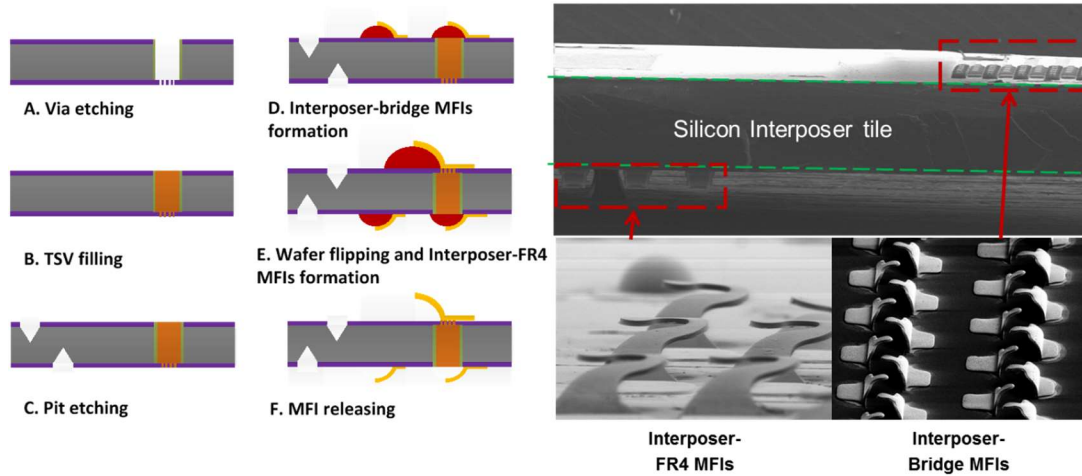 A. Via etching
B. TSV filling
C. Pit etching
D. Interposer-bridge MFIs
formation
E. Wafer flipping and Interposer-FR4
MFIs formation
F. MFI releasing
Silicon Interposer tile
Interposer-
FR4 MFIs
Interposer-
Bridge MFIs